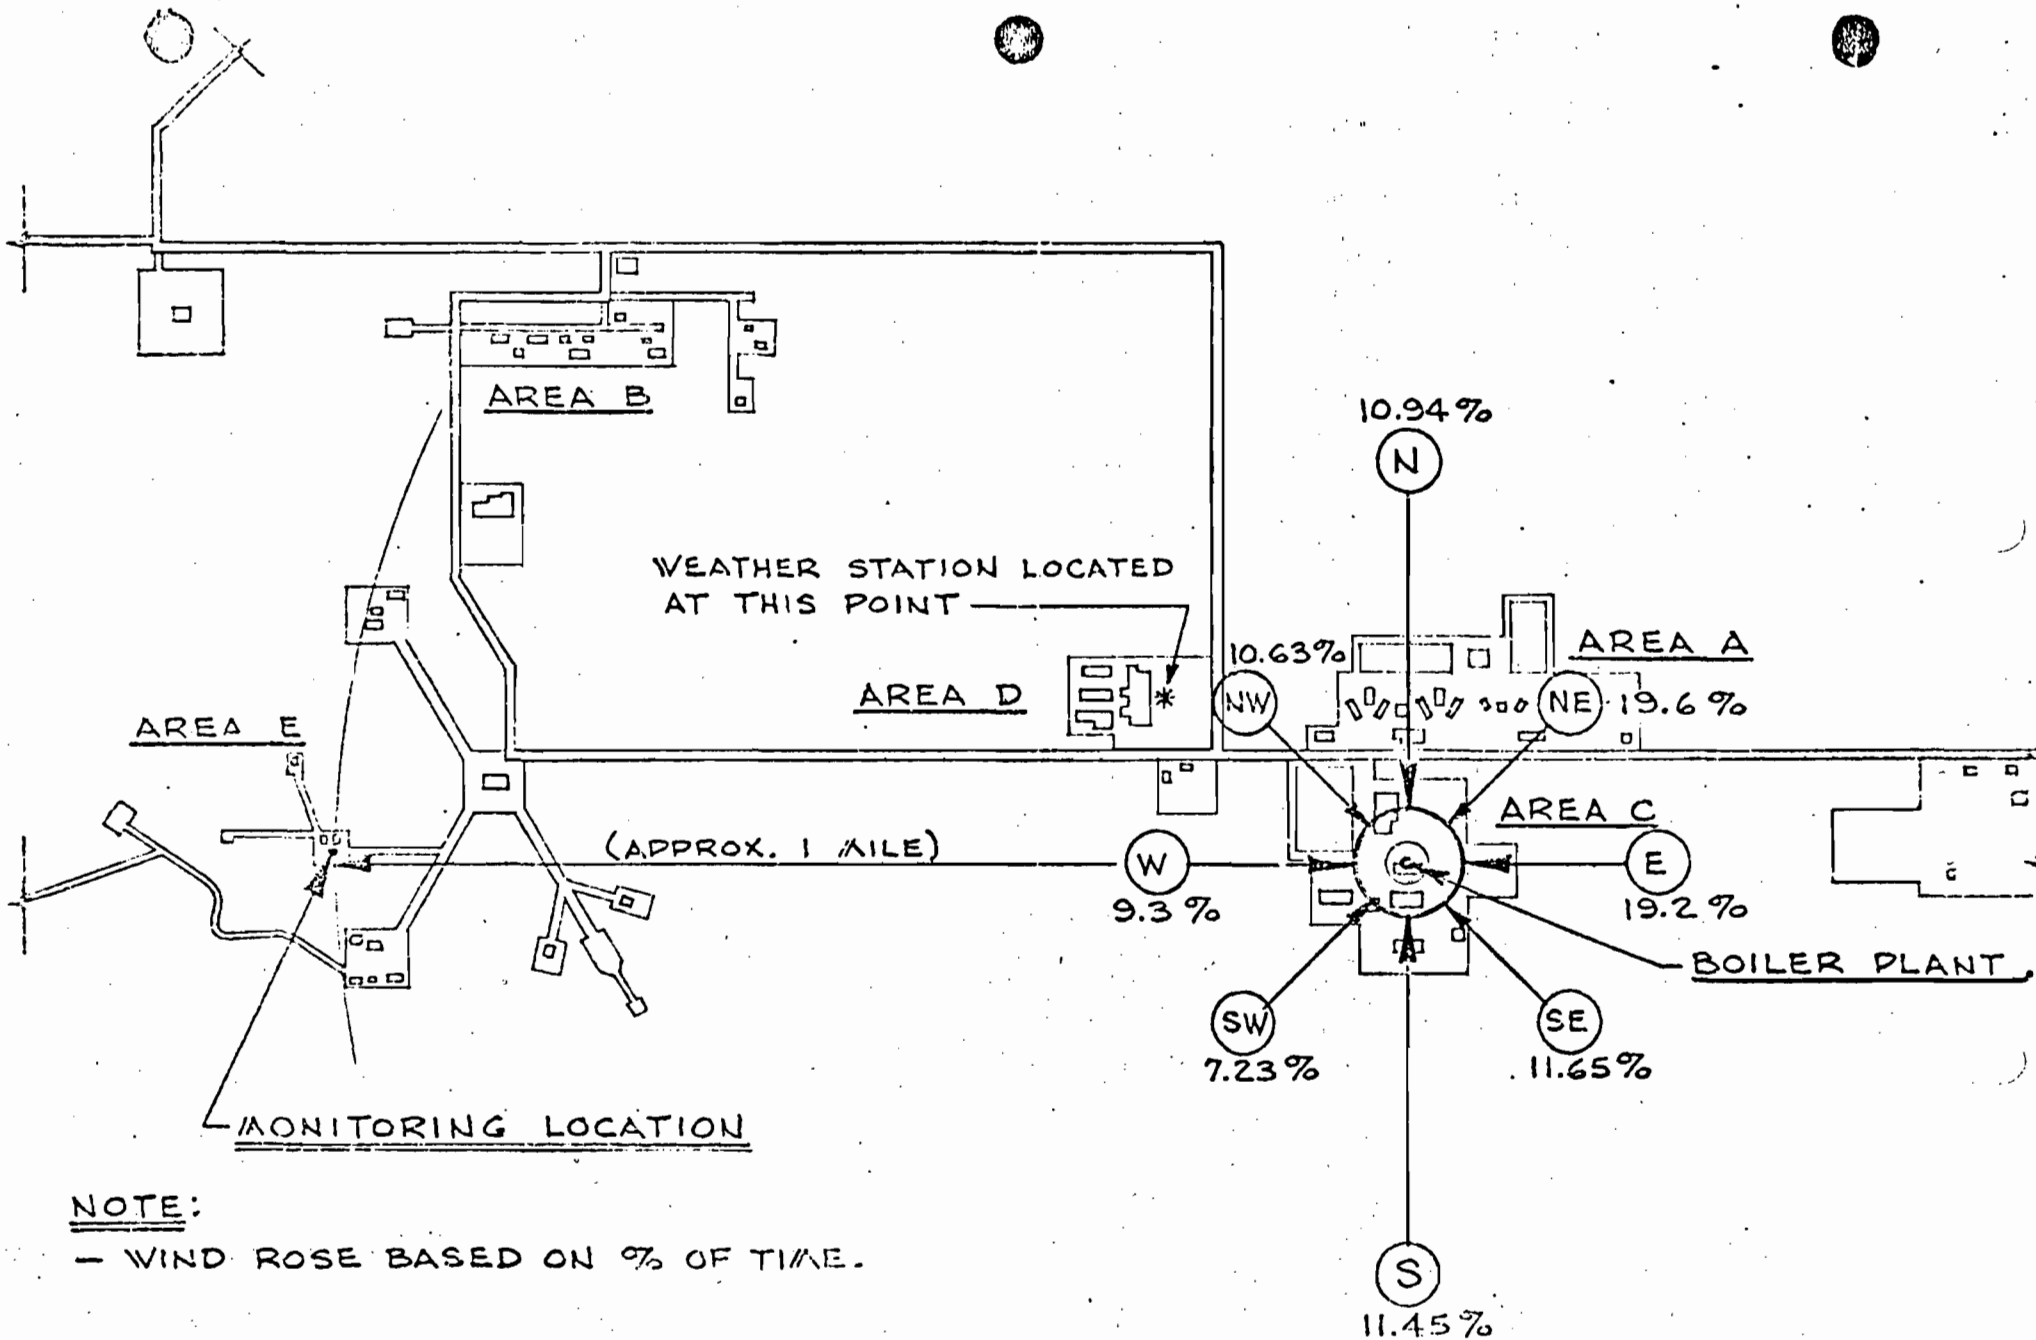 AREA B
10.94%
N
WEATHER STATION LOCATED
AT THIS POINT
10.63%
AREA A
AREA D
NW
NE
19.6%
AREA E
AREA C
(APPROX. 1 MILE)
W
E
9.3%
19.2%
BOILER PLANT
SW
SE
7.23%
11.65%
MONITORING LOCATION
NOTE:
- WIND ROSE BASED ON % OF TIME.
S
11.45%